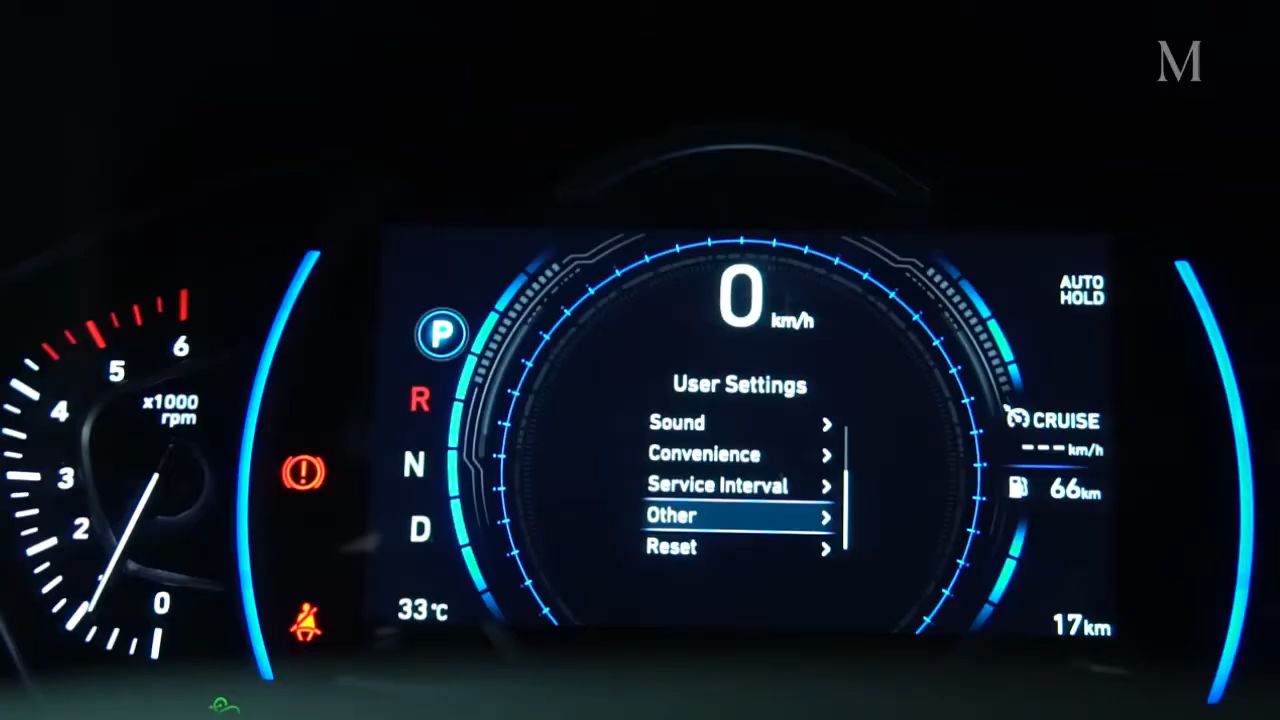 M
0
km/h
AUTO
HOLD
P
R
N
D
6
5
4
3
2
1
0
x1000
rpm
User Settings
Sound
Convenience
Service Interval
Other
Reset
CRUISE
---km/h
66km
33°C
17km